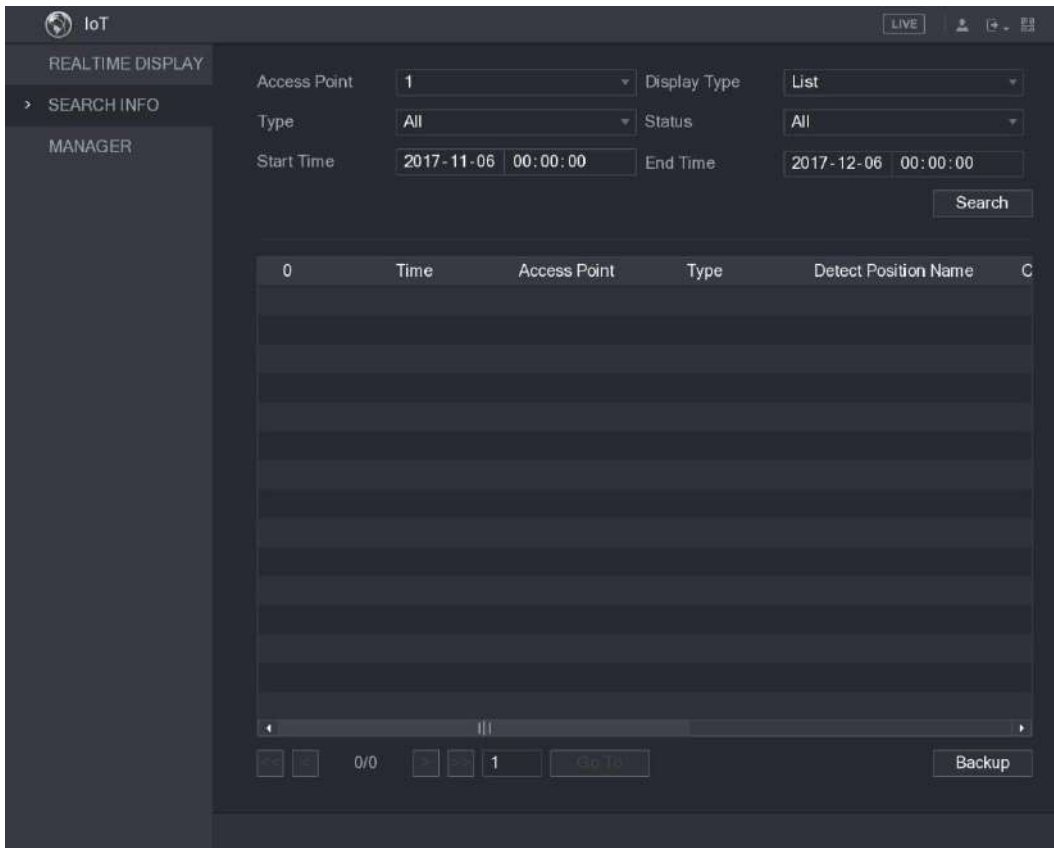 IoT LIVE
REALTIME DISPLAY
SEARCH INFO
MANAGER
Access Point 1 Display Type List
Type All Status All
Start Time 2017-11-06 00:00:00 End Time 2017-12-06 00:00:00
Search
0 Time Access Point Type Detect Position Name C
<< < 0/0 > >> 1 Go To Backup